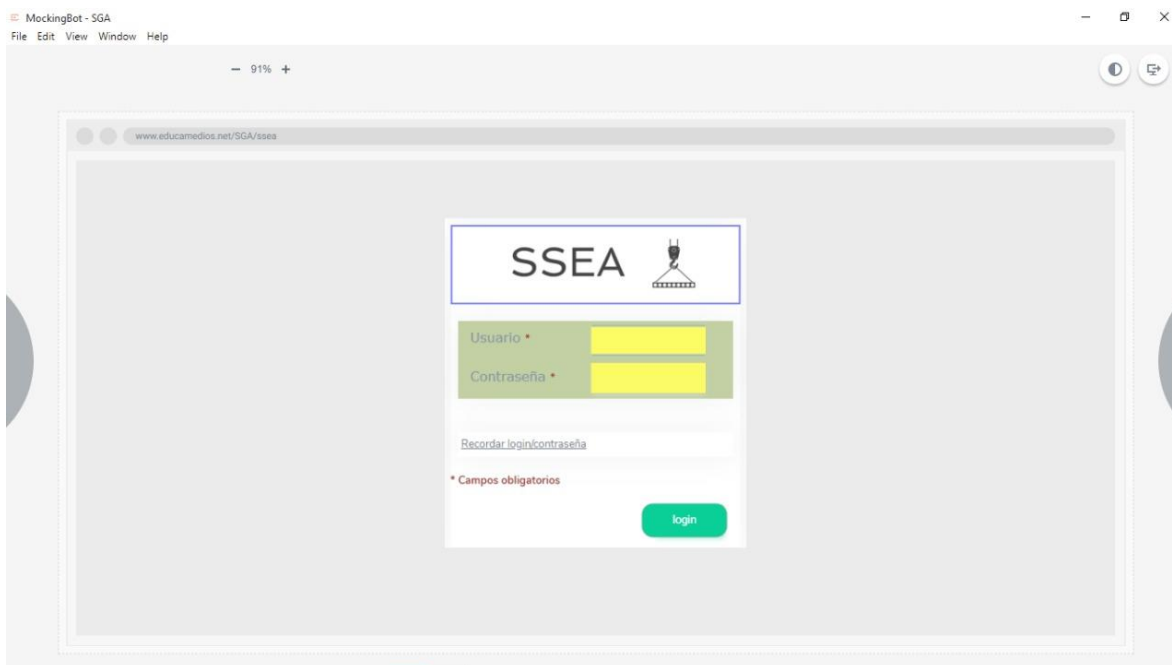 MockingBot - SGA
File Edit View Window Help
− 91% +
www.educamedios.net/SGA/ssea
SSEA
Usuario *
Contraseña *
Recordar login/contraseña
* Campos obligatorios
login